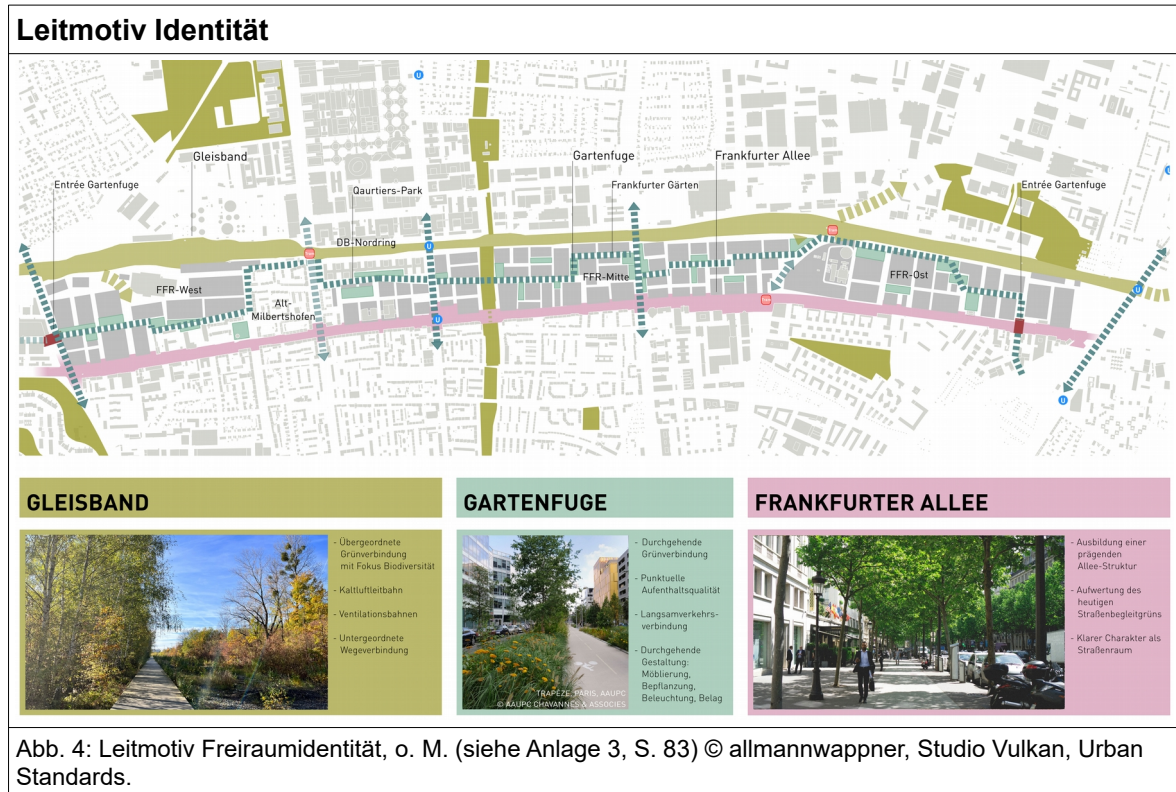 Leitmotiv Identität
U
Gleisband
Gartenfuge
Frankfurter Allee
Entrée Gartenfuge
Qaurtiers-Park
Frankfurter Gärten
Entrée Gartenfuge
DB-Nordring
U
FFR-West
FFR-Mitte
FFR-Ost
U
Alt-
Milbertshofen
U
U
GLEISBAND
GARTENFUGE
FRANKFURTER ALLEE
- Übergeordnete
Grünverbindung
mit Fokus Biodiversität
- Kaltluftleitbahn
- Ventilationsbahnen
- Untergeordnete
Wegeverbindung
- Durchgehende
Grünverbindung
- Punktuelle
Aufenthaltsqualität
- Langsamverkehrs-
verbindung
- Durchgehende
Gestaltung:
Möblierung,
Bepflanzung,
Beleuchtung, Belag
TRAPÈZE, PARIS, AAUPC
© AAUPC CHAVANNES & ASSOCIES
- Ausbildung einer
prägenden
Allee-Struktur
- Aufwertung des
heutigen
Straßenbegleitgrüns
- Klarer Charakter als
Straßenraum
Abb. 4: Leitmotiv Freiraumidentität, o. M. (siehe Anlage 3, S. 83) © allmannwappner, Studio Vulkan, Urban
Standards.